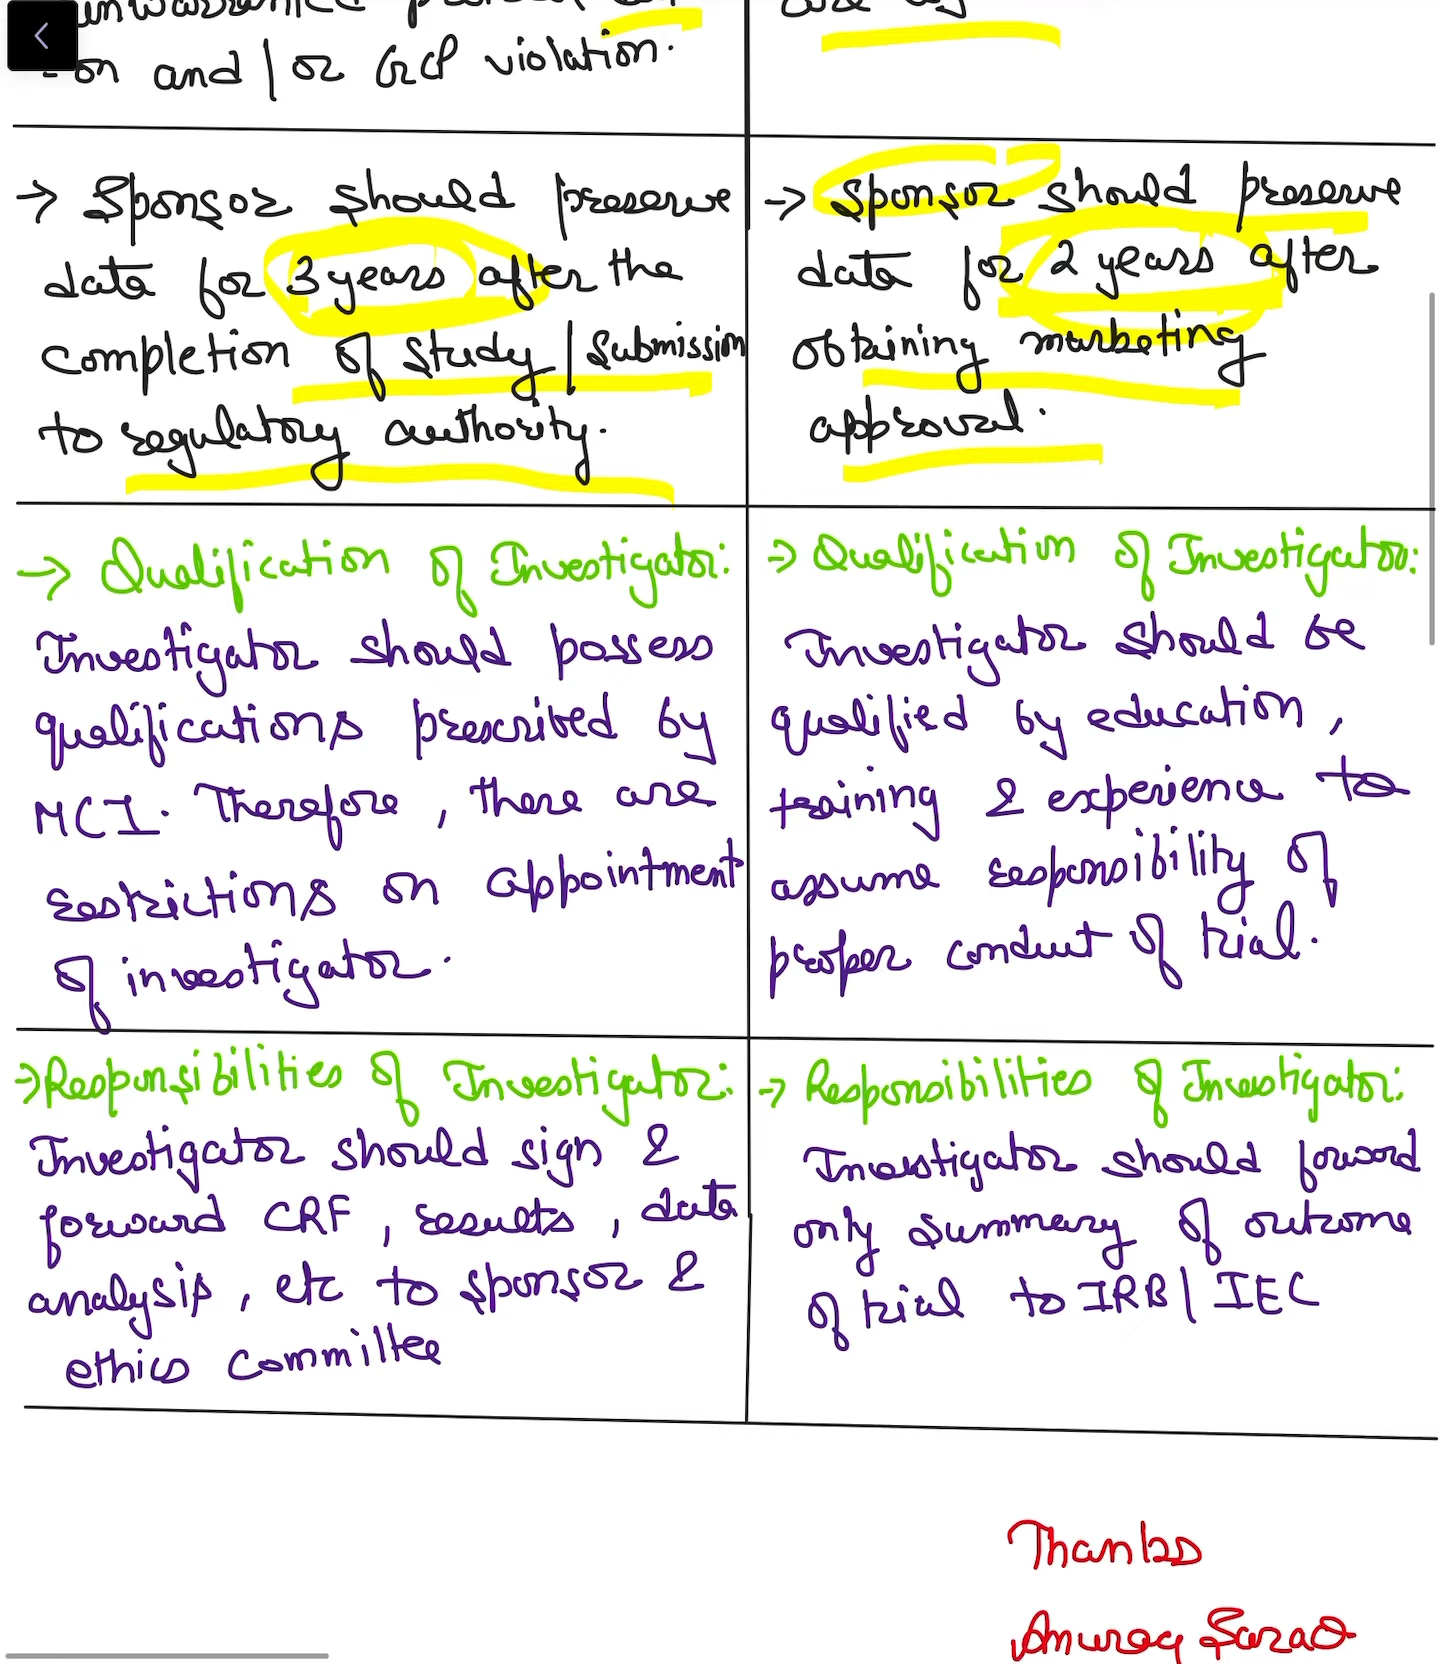 on and / or GCP violation.
→ Sponsor should preserve
data for 3 years after the
completion of study / Submission
to regulatory authority.
→ Sponsor should preserve
data for 2 years after
obtaining marketing
approval.
→ Qualification of Investigator:
Investigator should possess
qualifications prescribed by
MCI. Therefore, there are
restrictions on appointment
of investigator.
→ Qualification of Investigator:
Investigator should be
qualified by education,
training & experience to
assume responsibility of
proper conduct of trial.
→ Responsibilities of Investigator:
Investigator should sign &
forward CRF, results, data
analysis, etc to sponsor &
ethics committee
→ Responsibilities of Investigator:
Investigator should forward
only summary of outcome
of trial to IRB / IEC
Thanks
Anurag